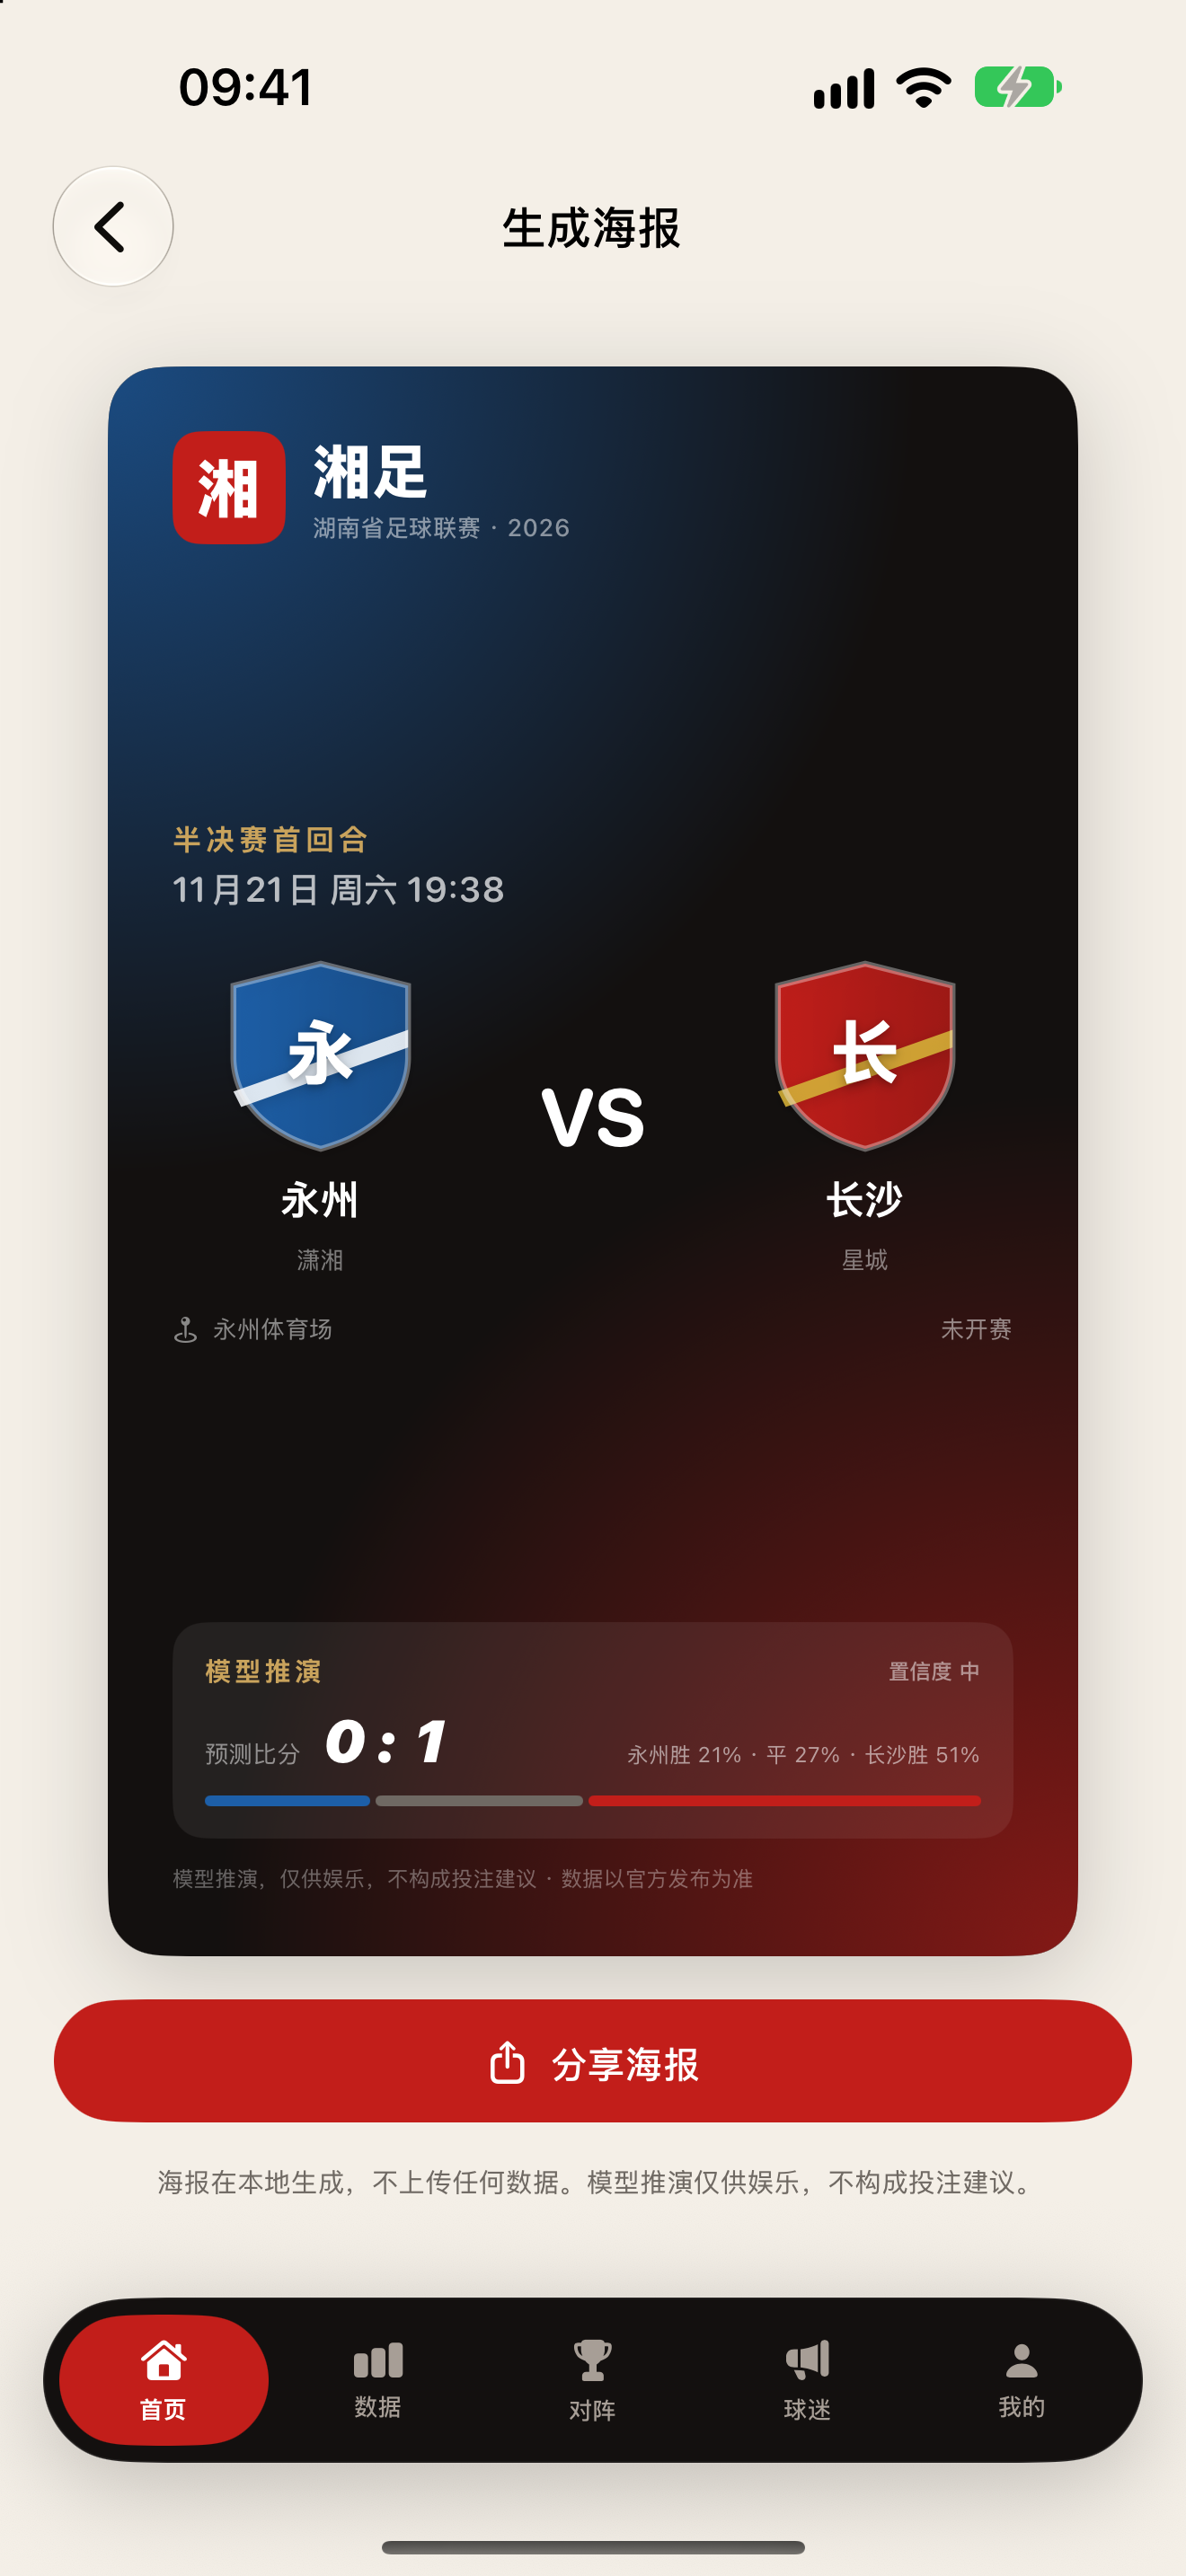 09:41
生成海报
湘
湘足
湖南省足球联赛 · 2026
半决赛首回合
11月21日 周六 19:38
永
长
VS
永州
长沙
潇湘
星城
永州体育场
未开赛
模型推演
置信度 中
预测比分 0 : 1
永州胜 21% · 平 27% · 长沙胜 51%
模型推演，仅供娱乐，不构成投注建议 · 数据以官方发布为准
分享海报
海报在本地生成，不上传任何数据。模型推演仅供娱乐，不构成投注建议。
首页
数据
对阵
球迷
我的